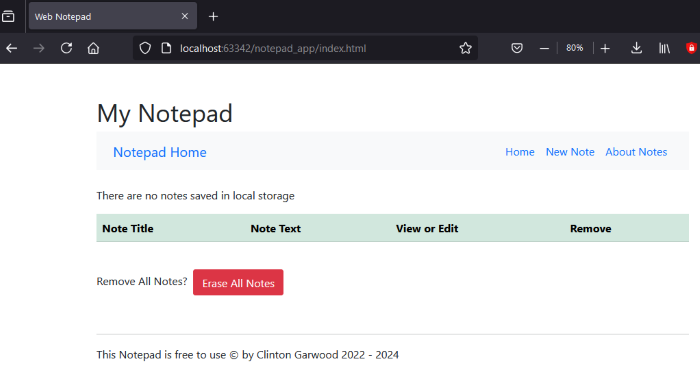 Web Notepad
localhost:63342/notepad_app/index.html
80%
My Notepad
Notepad Home Home New Note About Notes
There are no notes saved in local storage
Note Title Note Text View or Edit Remove
Remove All Notes? Erase All Notes
This Notepad is free to use © by Clinton Garwood 2022 - 2024